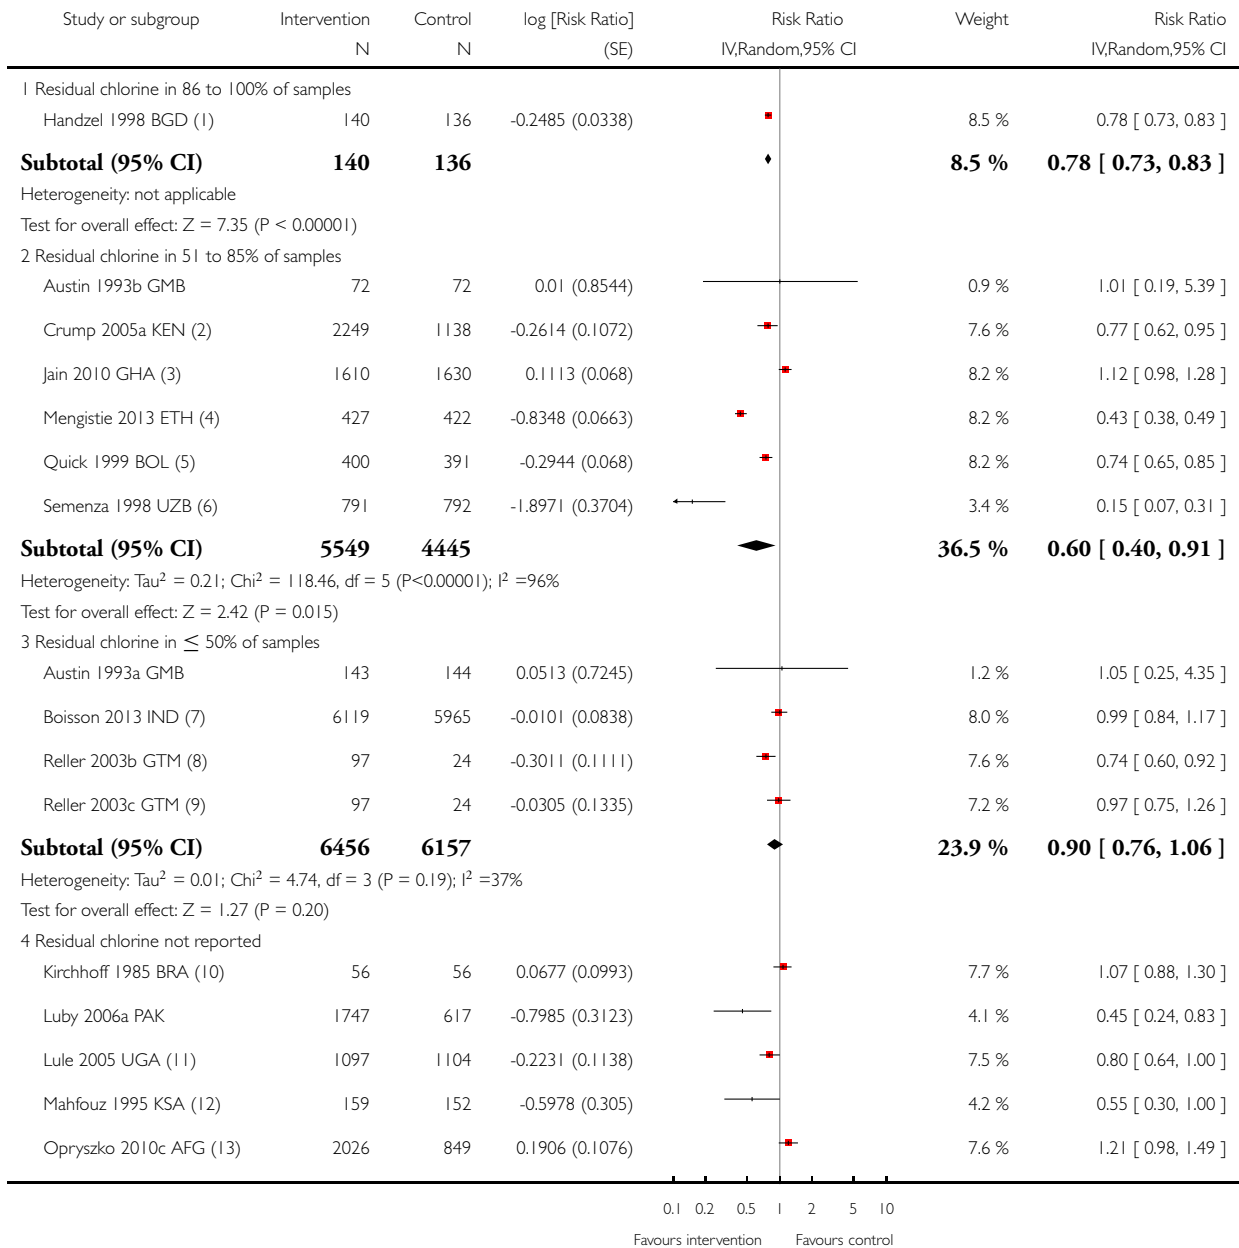 Study or subgroup Intervention Control log [Risk Ratio] Risk Ratio Weight Risk Ratio
N N (SE) IV,Random,95% CI IV,Random,95% CI
1 Residual chlorine in 86 to 100% of samples
Handzel 1998 BGD (1) 140 136 -0.2485 (0.0338) 8.5 % 0.78 [ 0.73, 0.83 ]
Subtotal (95% CI) 140 136 8.5 % 0.78 [ 0.73, 0.83 ]
Heterogeneity: not applicable
Test for overall effect: Z = 7.35 (P < 0.00001)
2 Residual chlorine in 51 to 85% of samples
Austin 1993b GMB 72 72 0.01 (0.8544) 0.9 % 1.01 [ 0.19, 5.39 ]
Crump 2005a KEN (2) 2249 1138 -0.2614 (0.1072) 7.6 % 0.77 [ 0.62, 0.95 ]
Jain 2010 GHA (3) 1610 1630 0.1113 (0.068) 8.2 % 1.12 [ 0.98, 1.28 ]
Mengistie 2013 ETH (4) 427 422 -0.8348 (0.0663) 8.2 % 0.43 [ 0.38, 0.49 ]
Quick 1999 BOL (5) 400 391 -0.2944 (0.068) 8.2 % 0.74 [ 0.65, 0.85 ]
Semenza 1998 UZB (6) 791 792 -1.8971 (0.3704) 3.4 % 0.15 [ 0.07, 0.31 ]
Subtotal (95% CI) 5549 4445 36.5 % 0.60 [ 0.40, 0.91 ]
Heterogeneity: Tau² = 0.21; Chi² = 118.46, df = 5 (P<0.00001); I² =96%
Test for overall effect: Z = 2.42 (P = 0.015)
3 Residual chlorine in ≤ 50% of samples
Austin 1993a GMB 143 144 0.0513 (0.7245) 1.2 % 1.05 [ 0.25, 4.35 ]
Boisson 2013 IND (7) 6119 5965 -0.0101 (0.0838) 8.0 % 0.99 [ 0.84, 1.17 ]
Reller 2003b GTM (8) 97 24 -0.3011 (0.1111) 7.6 % 0.74 [ 0.60, 0.92 ]
Reller 2003c GTM (9) 97 24 -0.0305 (0.1335) 7.2 % 0.97 [ 0.75, 1.26 ]
Subtotal (95% CI) 6456 6157 23.9 % 0.90 [ 0.76, 1.06 ]
Heterogeneity: Tau² = 0.01; Chi² = 4.74, df = 3 (P = 0.19); I² =37%
Test for overall effect: Z = 1.27 (P = 0.20)
4 Residual chlorine not reported
Kirchhoff 1985 BRA (10) 56 56 0.0677 (0.0993) 7.7 % 1.07 [ 0.88, 1.30 ]
Luby 2006a PAK 1747 617 -0.7985 (0.3123) 4.1 % 0.45 [ 0.24, 0.83 ]
Lule 2005 UGA (11) 1097 1104 -0.2231 (0.1138) 7.5 % 0.80 [ 0.64, 1.00 ]
Mahfouz 1995 KSA (12) 159 152 -0.5978 (0.305) 4.2 % 0.55 [ 0.30, 1.00 ]
Opryszko 2010c AFG (13) 2026 849 0.1906 (0.1076) 7.6 % 1.21 [ 0.98, 1.49 ]
0.1 0.2 0.5 1 2 5 10
Favours intervention Favours control